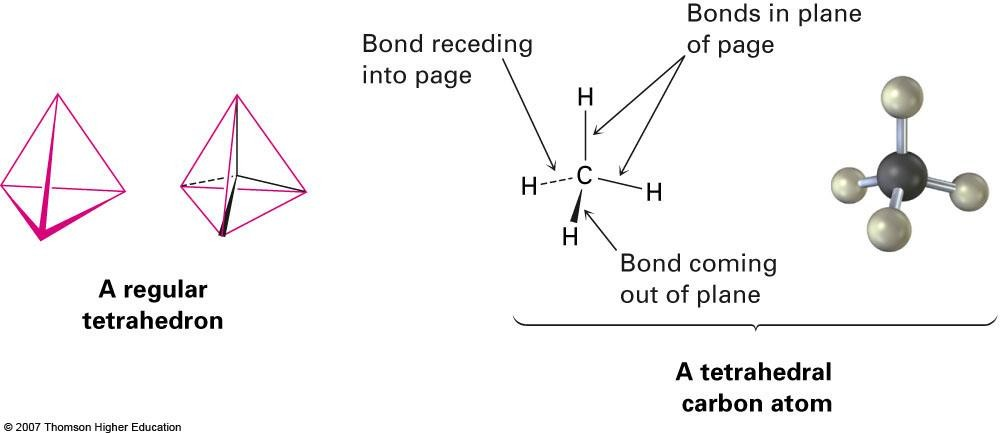 Bond receding
into page
Bonds in plane
of page
H
H
C
H
H
Bond coming
out of plane
A regular
tetrahedron
A tetrahedral
carbon atom
© 2007 Thomson Higher Education